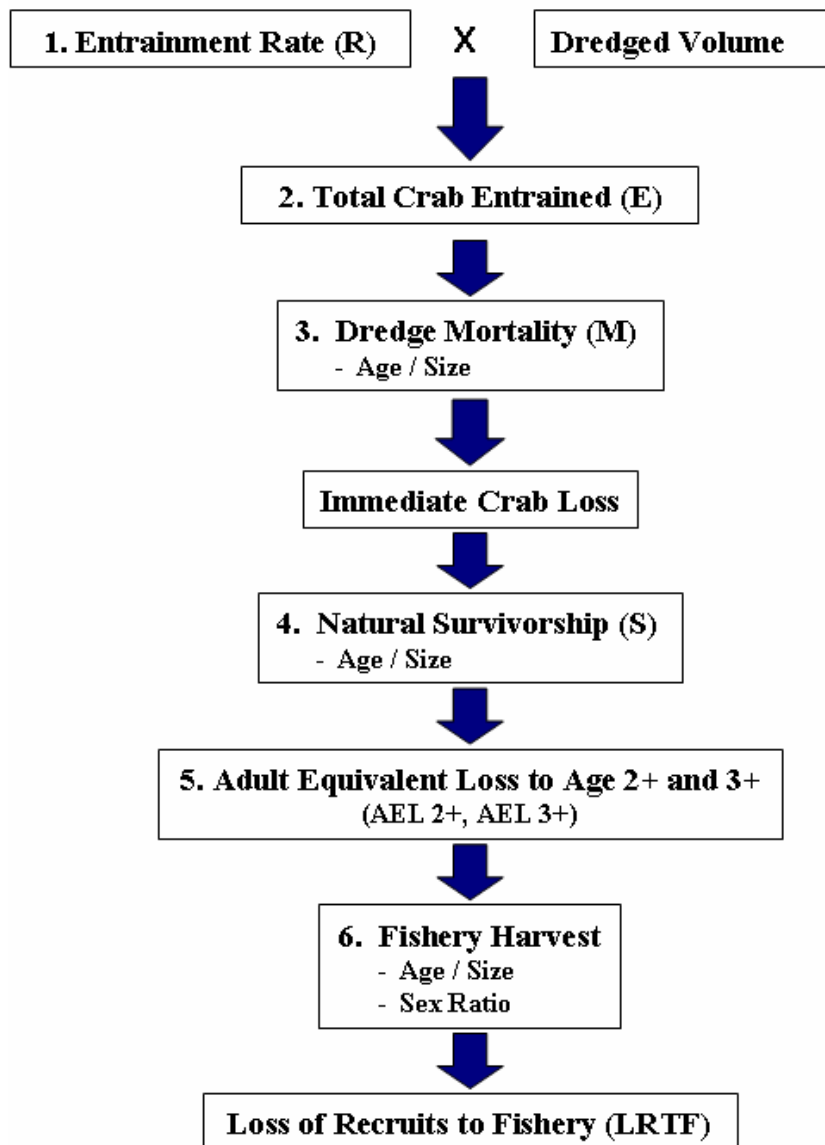 1. Entrainment Rate (R) X Dredged Volume
2. Total Crab Entrained (E)
3. Dredge Mortality (M)
- Age / Size
Immediate Crab Loss
4. Natural Survivorship (S)
- Age / Size
5. Adult Equivalent Loss to Age 2+ and 3+
(AEL 2+, AEL 3+)
6. Fishery Harvest
- Age / Size
- Sex Ratio
Loss of Recruits to Fishery (LRTF)